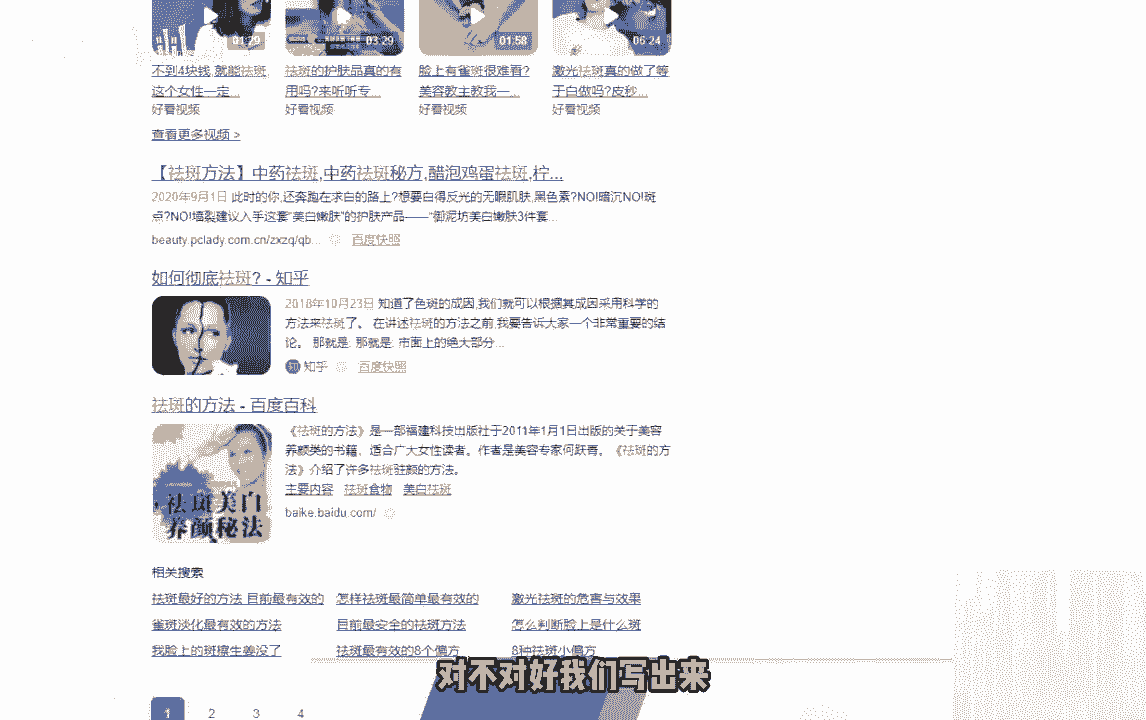 01:29
03:29
01:58
06:24
不到4块钱,就能祛斑,
这个女性一定...
好看视频
祛斑的护肤品真的有
用吗?来听听专...
好看视频
脸上有雀斑很难看?
美容教主教我一...
好看视频
激光祛斑真的做了等
于白做吗?皮秒...
好看视频
查看更多视频 >
【祛斑方法】中药祛斑,中药祛斑秘方,醋泡鸡蛋祛斑,柠...
2020年9月1日 此时的你,还奔跑在求白的路上?想要白得反光的无暇肌肤,黑色素?NO!暗沉NO!斑
点?NO!墙裂建议入手这套"美白嫩肤"的护肤产品——"御泥坊美白嫩肤3件套...
beauty.pclady.com.cn/zxzq/qb... 百度快照
如何彻底祛斑? - 知乎
2018年10月23日 知道了色斑的成因,我们就可以根据其成因采用科学的
方法来祛斑了。 在讲述祛斑的方法之前,我要告诉大家一个非常重要的结
论。 那就是: 那就是: 市面上的绝大部分...
知 知乎 百度快照
祛斑的方法 - 百度百科
《祛斑的方法》是一部福建科技出版社于2011年1月1日出版的关于美容
养颜类的书籍，适合广大女性读者。作者是美容专家何跃青。《祛斑的方
法》介绍了许多祛斑驻颜的方法。
主要内容 祛斑食物 美白祛斑
baike.baidu.com/
祛斑美白
养颜秘法
相关搜索
祛斑最好的方法 目前最有效的 怎样祛斑最简单最有效的 激光祛斑的危害与效果
雀斑淡化最有效的方法 目前最安全的祛斑方法 怎么判断脸上是什么斑
我脸上的斑擦生姜没了 祛斑最有效的8个偏方 8种祛斑小偏方
对不对好我们写出来
1 2 3 4